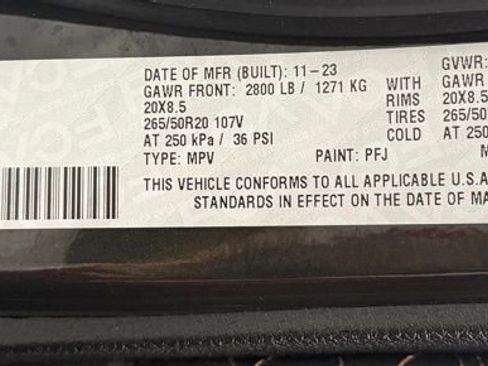 DATE OF MFR (BUILT): 11-23 GVWR:
GAWR FRONT: 2800 LB / 1271 KG WITH GAWR
20X8.5 RIMS 20X8.5
265/50R20 107V TIRES 265/50
AT 250 kPA / 36 PSI COLD AT 250
TYPE: MPV PAINT: PFJ M
THIS VEHICLE CONFORMS TO ALL APPLICABLE U.S.A
STANDARDS IN EFFECT ON THE DATE OF MA